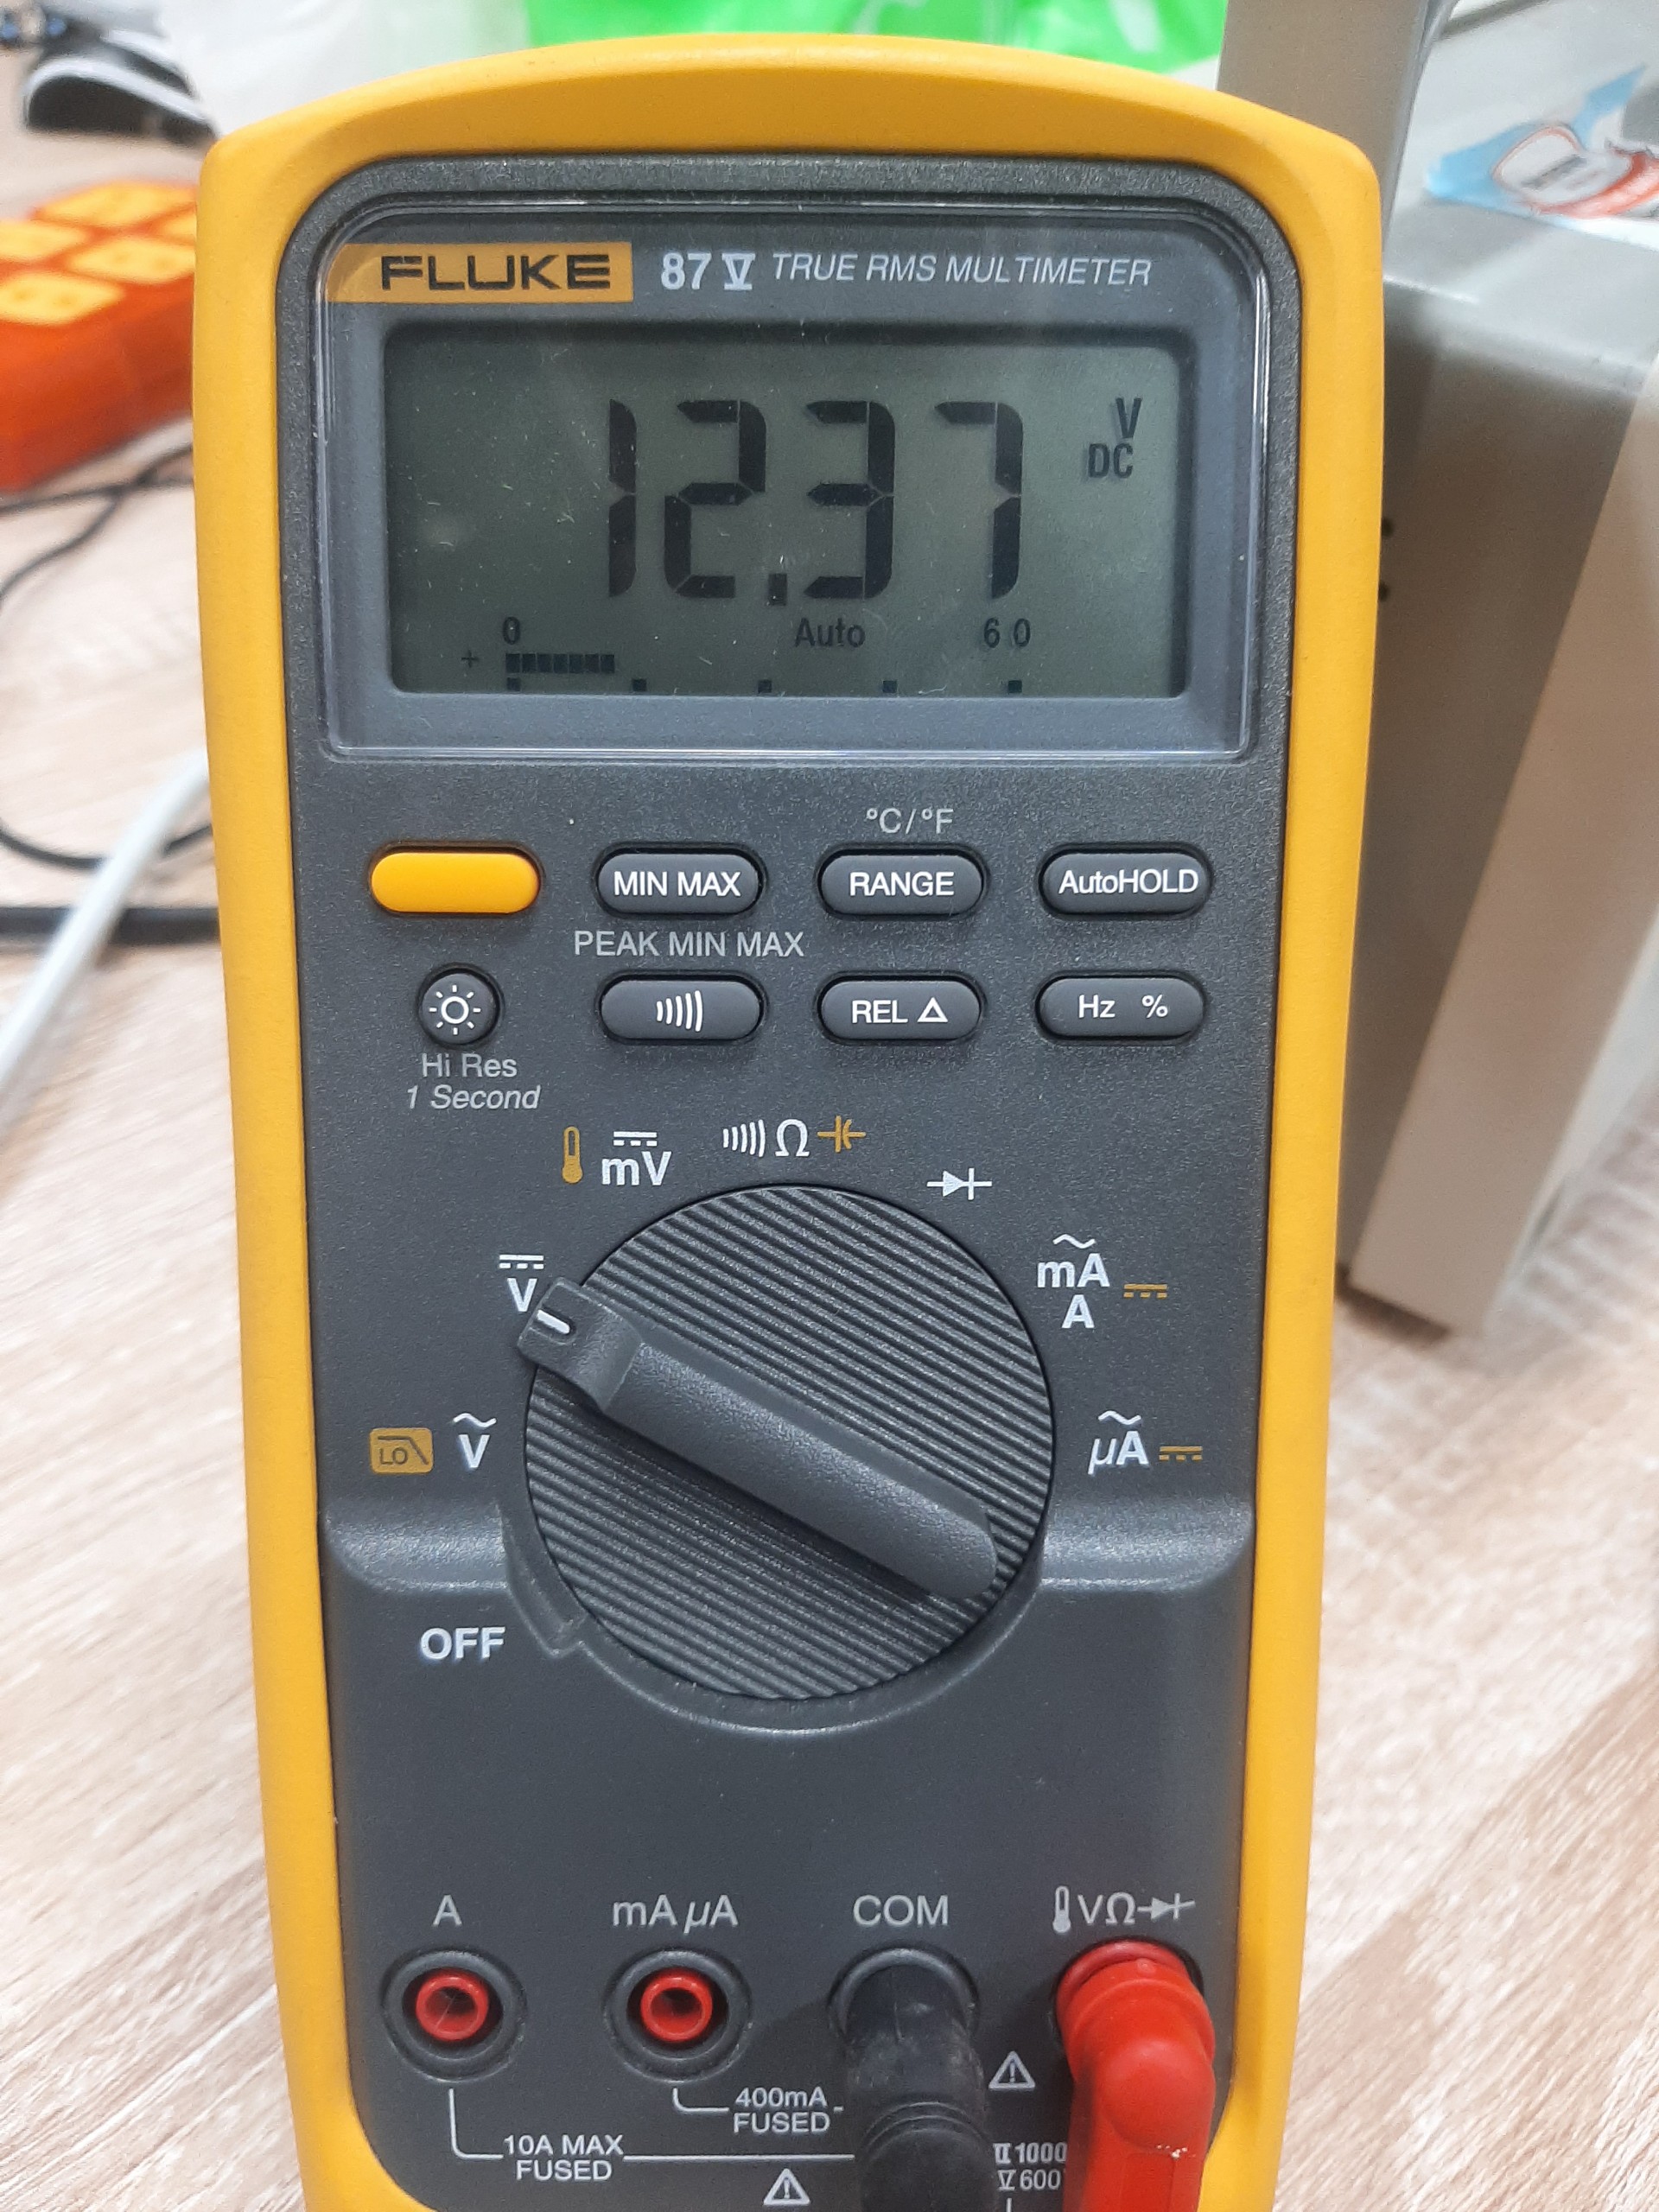 FLUKE 87 V TRUE RMS MULTIMETER
12.37 V DC
0 Auto 60
+
°C/°F
MIN MAX RANGE AutoHOLD
PEAK MIN MAX
REL △ Hz %
Hi Res
1 Second
mV Ω
V mA
A
LO V µA
OFF
A mA µA COM VΩ
400mA
FUSED
10A MAX
FUSED
II 1000
V 600